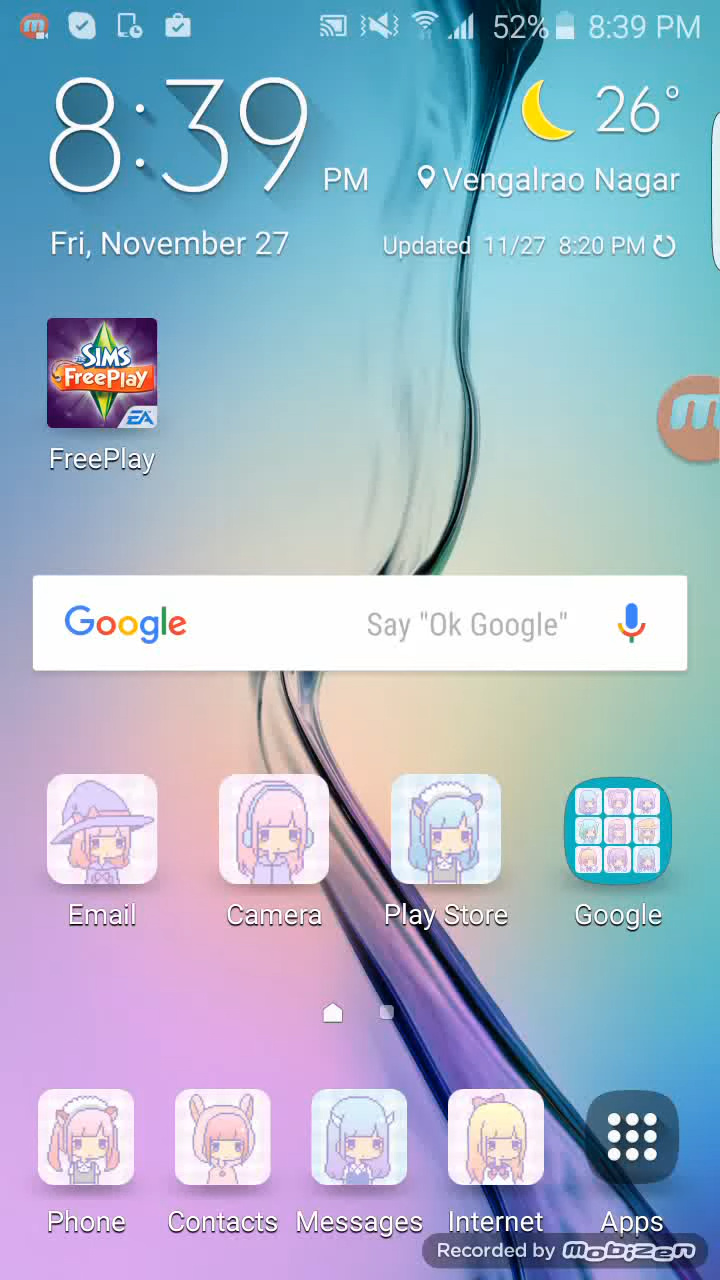 52% 8:39 PM
8:39 PM
26°
Vengalrao Nagar
Fri, November 27
Updated 11/27 8:20 PM
THE SIMS
FreePlay
EA
FreePlay
m
Google Say "Ok Google"
Email Camera Play Store Google
Phone Contacts Messages Internet Apps
Recorded by mobizen